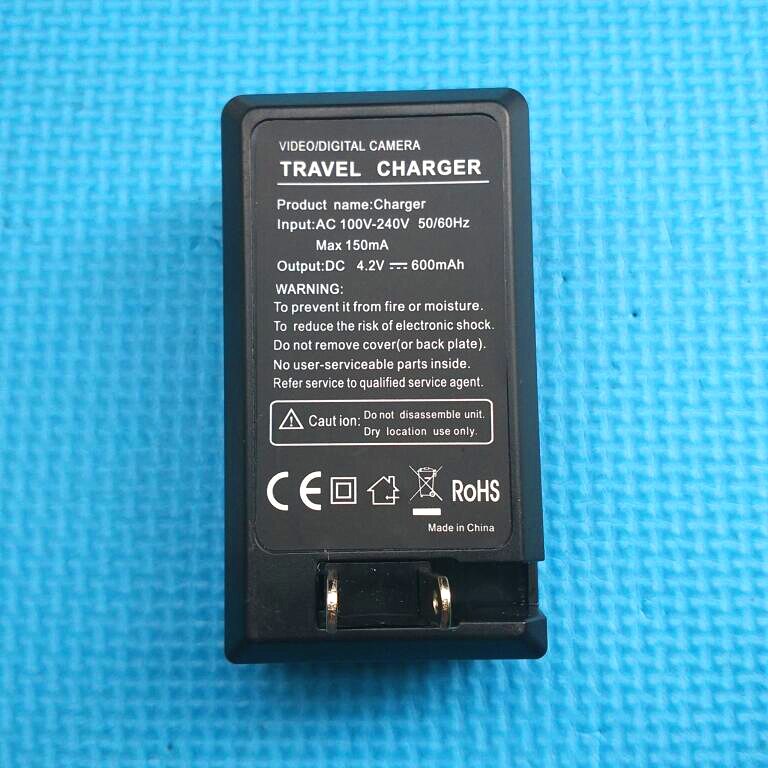 VIDEO/DIGITAL CAMERA
TRAVEL CHARGER
Product name:Charger
Input:AC 100V-240V 50/60Hz
Max 150mA
Output:DC 4.2V ⎓ 600mAh
WARNING:
To prevent it from fire or moisture.
To reduce the risk of electronic shock.
Do not remove cover(or back plate).
No user-serviceable parts inside.
Refer service to qualified service agent.
Caut ion: Do not disassemble unit.
Dry location use only.
CE RoHS
Made in China